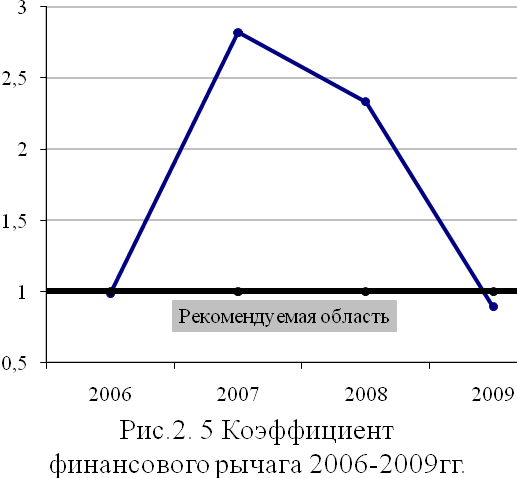 3
2,5
2
1,5
1
Рекомендуемая область
0,5
2006 2007 2008 2009
Рис.2. 5 Коэффициент
финансового рычага 2006-2009гг.